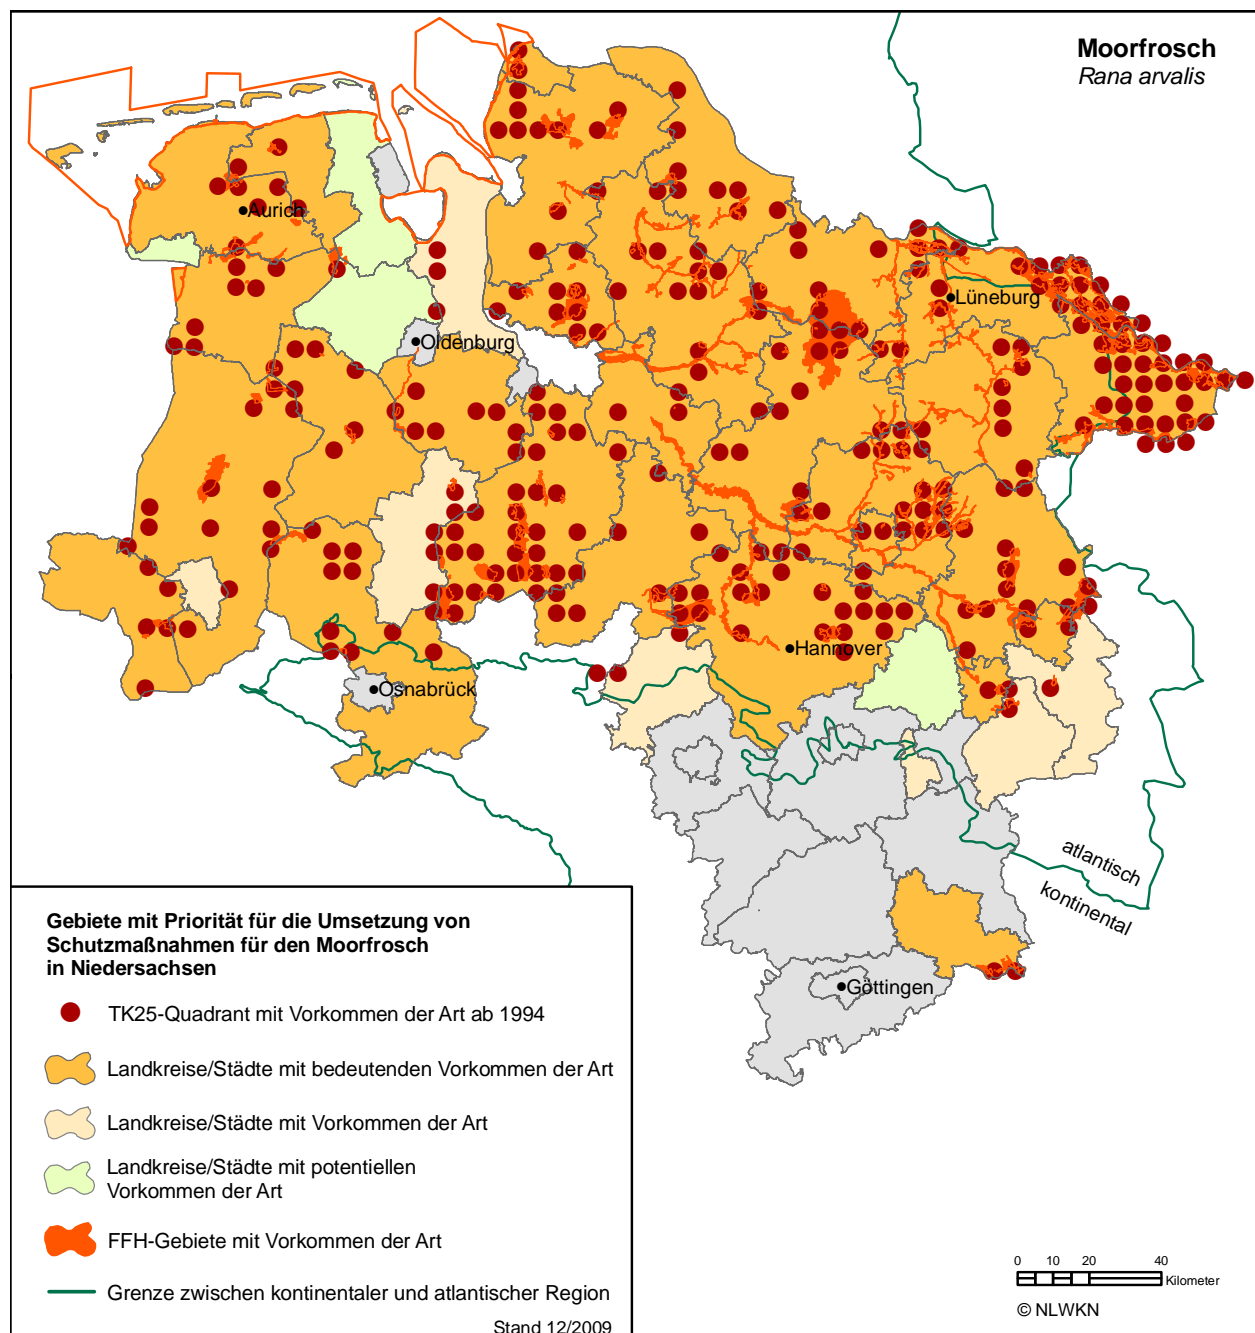 Moorfrosch
Rana arvalis
Aurich
Lüneburg
Oldenburg
Hannover
Osnabrück
atlantisch
kontinental
Göttingen
Gebiete mit Priorität für die Umsetzung von
Schutzmaßnahmen für den Moorfrosch
in Niedersachsen
TK25-Quadrant mit Vorkommen der Art ab 1994
Landkreise/Städte mit bedeutenden Vorkommen der Art
Landkreise/Städte mit Vorkommen der Art
Landkreise/Städte mit potentiellen
Vorkommen der Art
FFH-Gebiete mit Vorkommen der Art
Grenze zwischen kontinentaler und atlantischer Region
Stand 12/2009
0 10 20 40
Kilometer
© NLWKN